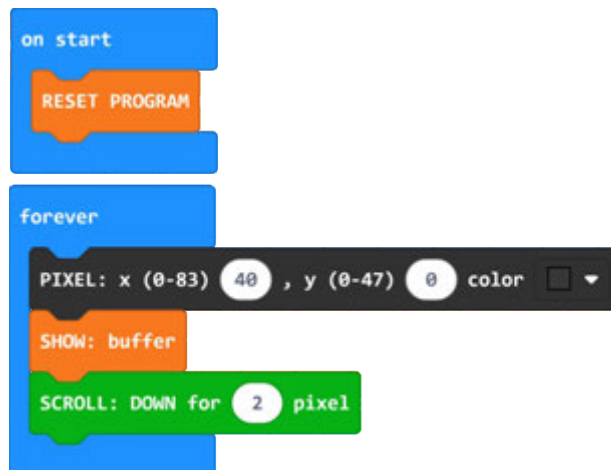 on start
RESET PROGRAM
forever
PIXEL: x (0-83) 40 , y (0-47) 0 color
SHOW: buffer
SCROLL: DOWN for 2 pixel